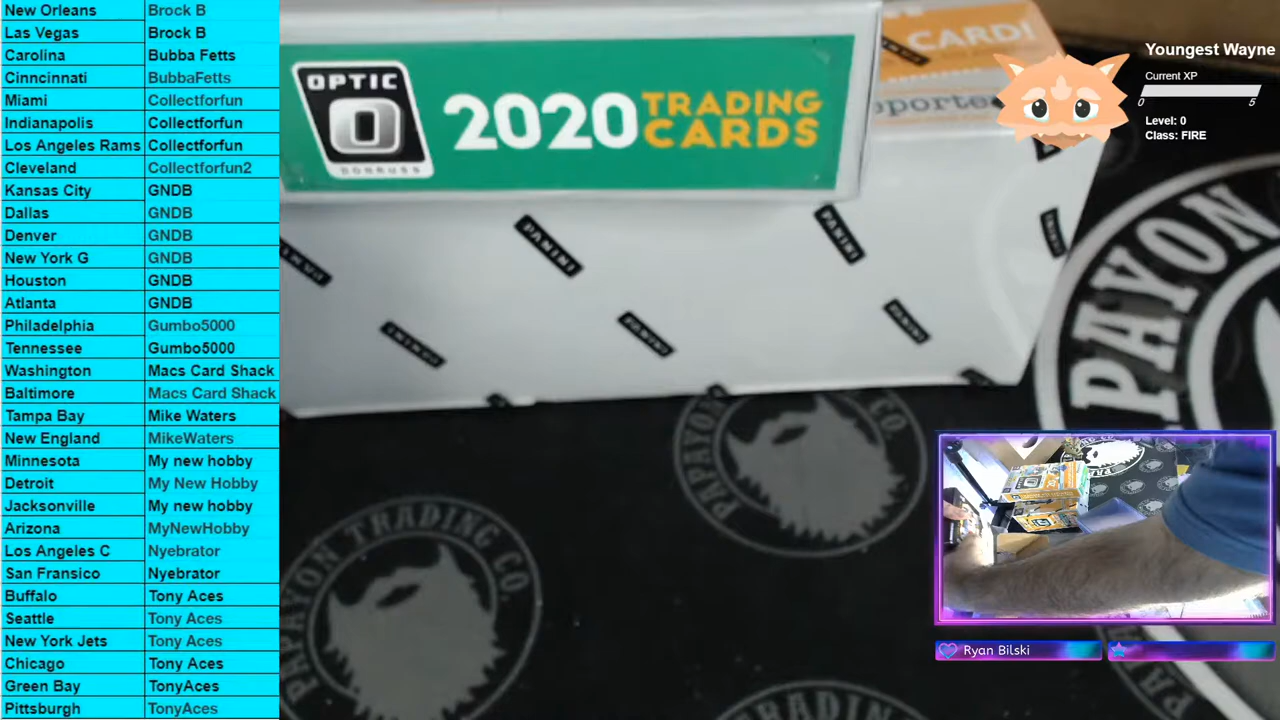 New Orleans Brock B
Las Vegas Brock B
Carolina Bubba Fetts
Cinncinnati BubbaFetts
Miami Collectforfun
Indianapolis Collectforfun
Los Angeles Rams Collectforfun
Cleveland Collectforfun2
Kansas City GNDB
Dallas GNDB
Denver GNDB
New York G GNDB
Houston GNDB
Atlanta GNDB
Philadelphia Gumbo5000
Tennessee Gumbo5000
Washington Macs Card Shack
Baltimore Macs Card Shack
Tampa Bay Mike Waters
New England MikeWaters
Minnesota My new hobby
Detroit My New Hobby
Jacksonville My new hobby
Arizona MyNewHobby
Los Angeles C Nyebrator
San Fransico Nyebrator
Buffalo Tony Aces
Seattle Tony Aces
New York Jets Tony Aces
Chicago Tony Aces
Green Bay TonyAces
Pittsburgh TonyAces
OPTIC
DONRUSS
2020 TRADING
CARDS
CARD!
PANINI
PANINI
PANINI
PANINI
PANINI
PANINI
Youngest Wayne
Current XP
0 5
Level: 0
Class: FIRE
PAPAYON TRADING CO.
PAPAYON
CO.
PAPAYON
TRADING
Ryan Bilski